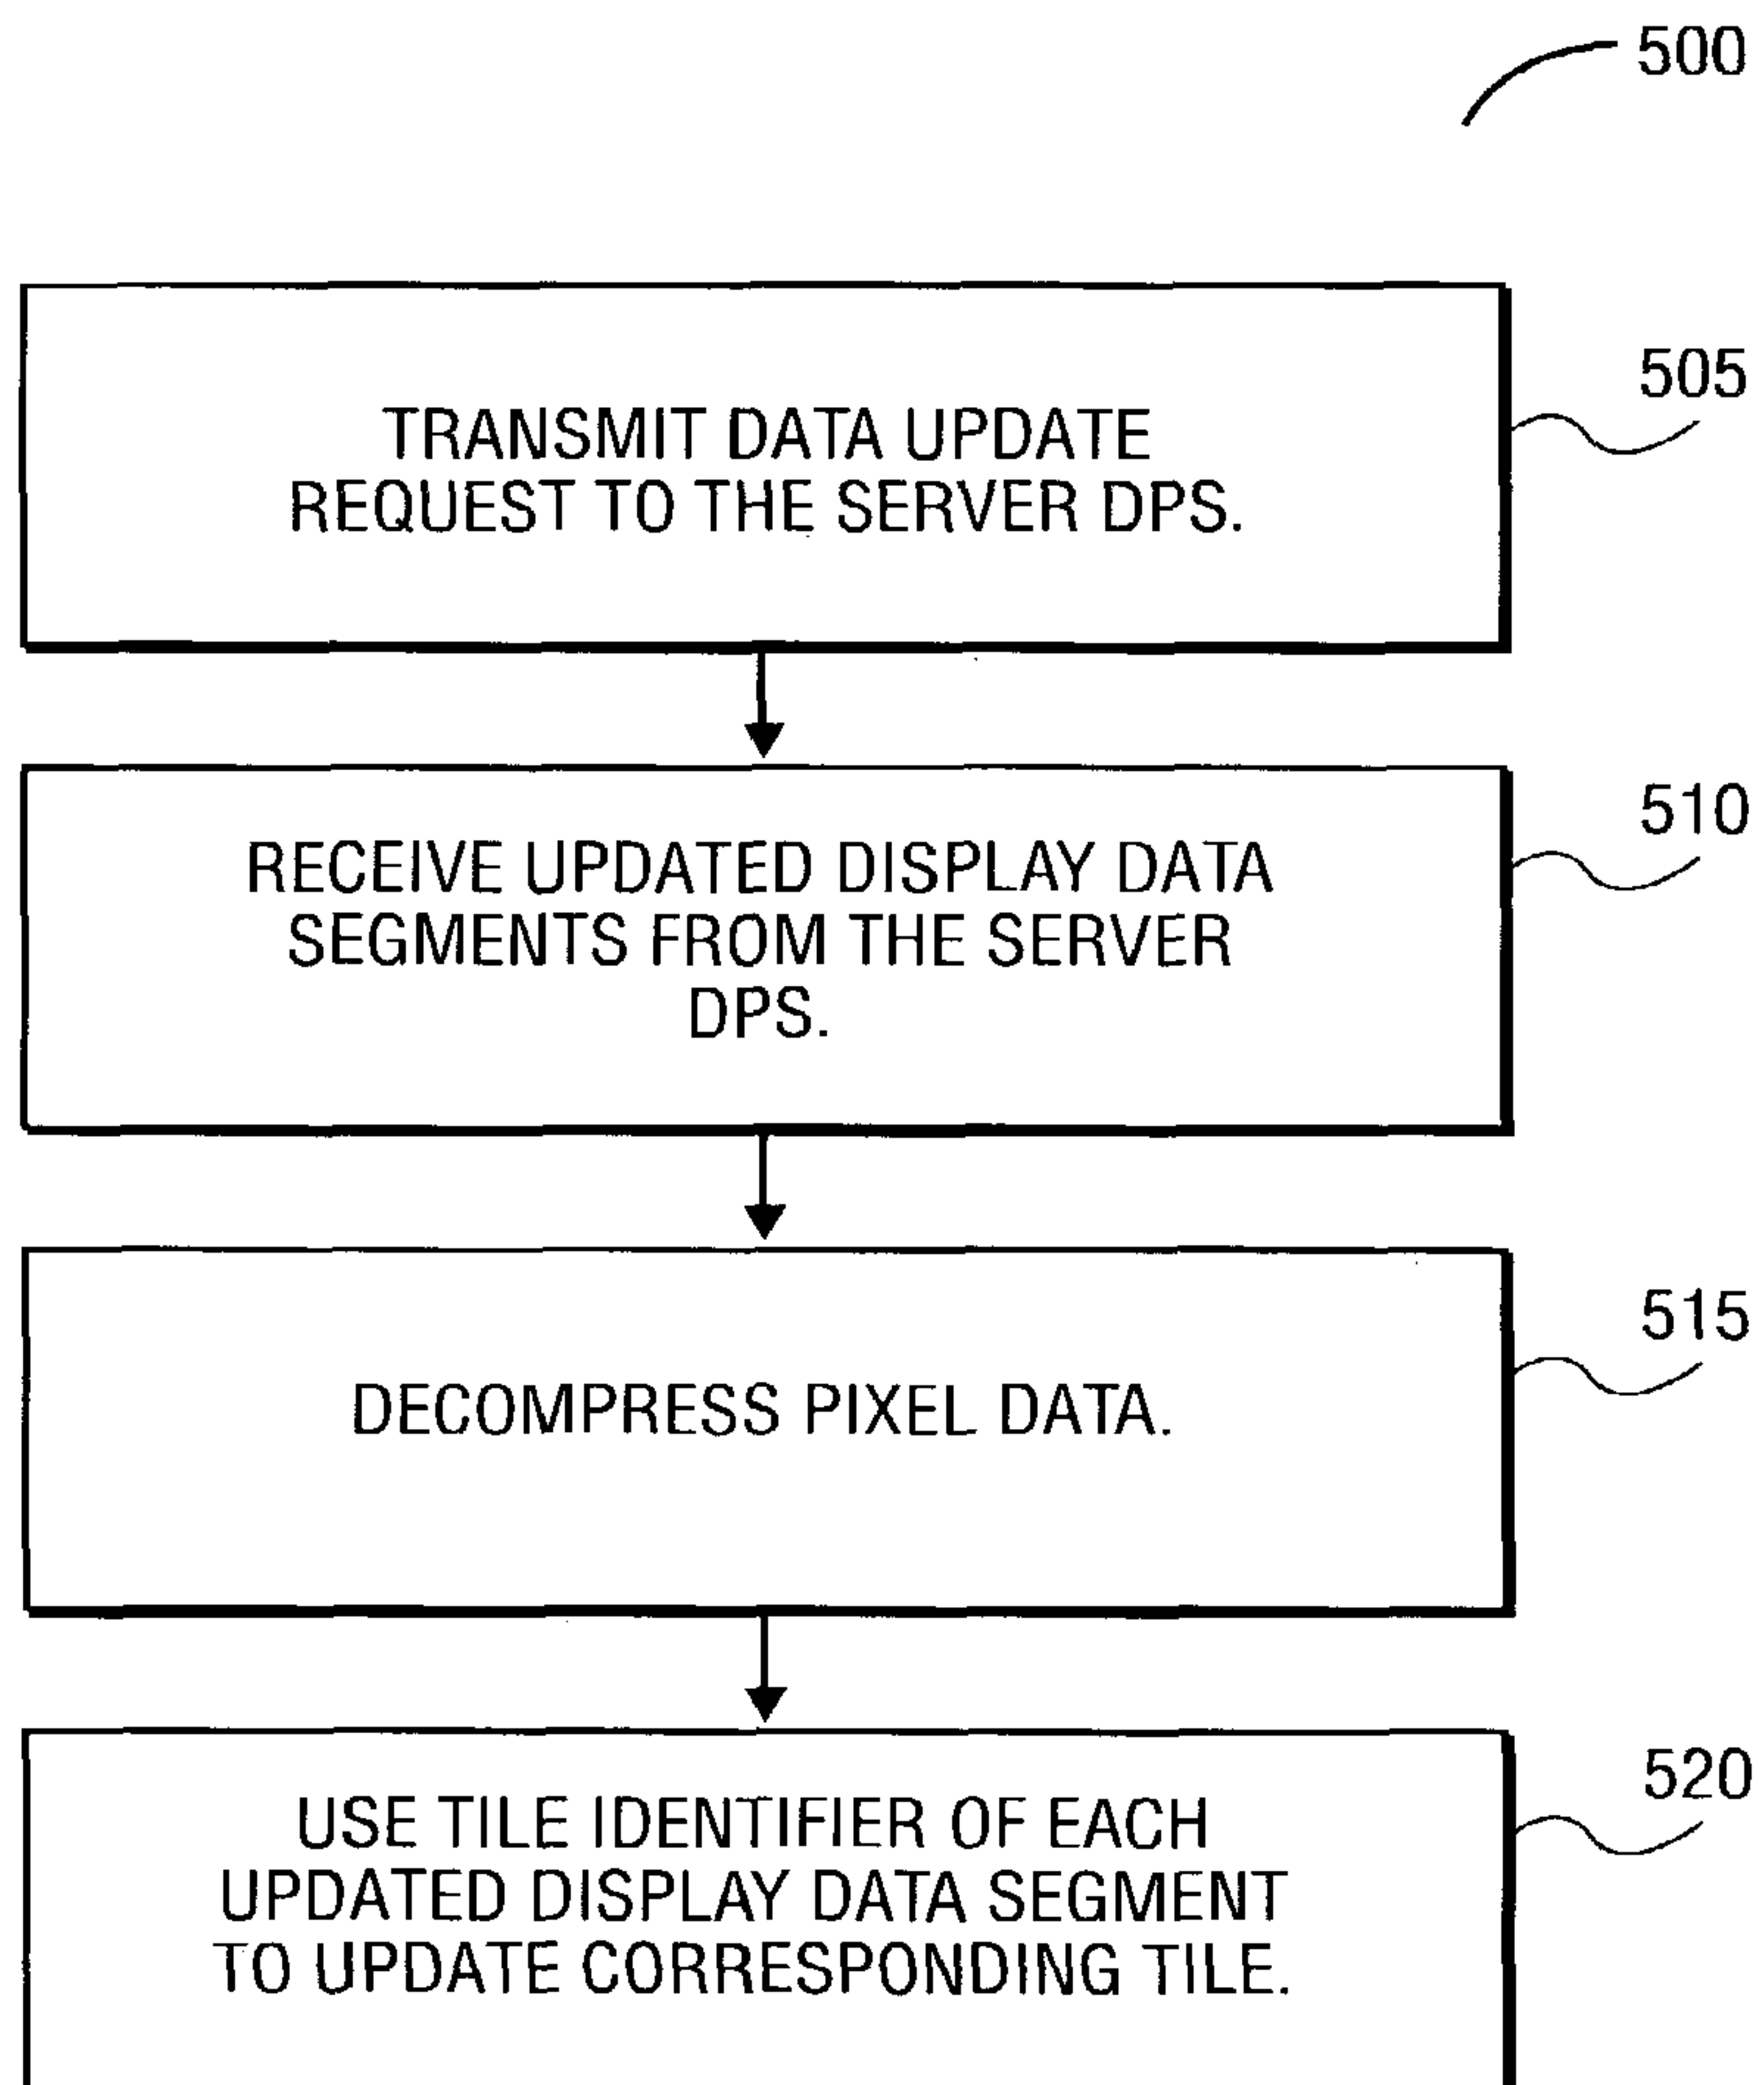 500
505
TRANSMIT DATA UPDATE
REQUEST TO THE SERVER DPS.
510
RECEIVE UPDATED DISPLAY DATA
SEGMENTS FROM THE SERVER
DPS.
515
DECOMPRESS PIXEL DATA.
520
USE TILE IDENTIFIER OF EACH
UPDATED DISPLAY DATA SEGMENT
TO UPDATE CORRESPONDING TILE.